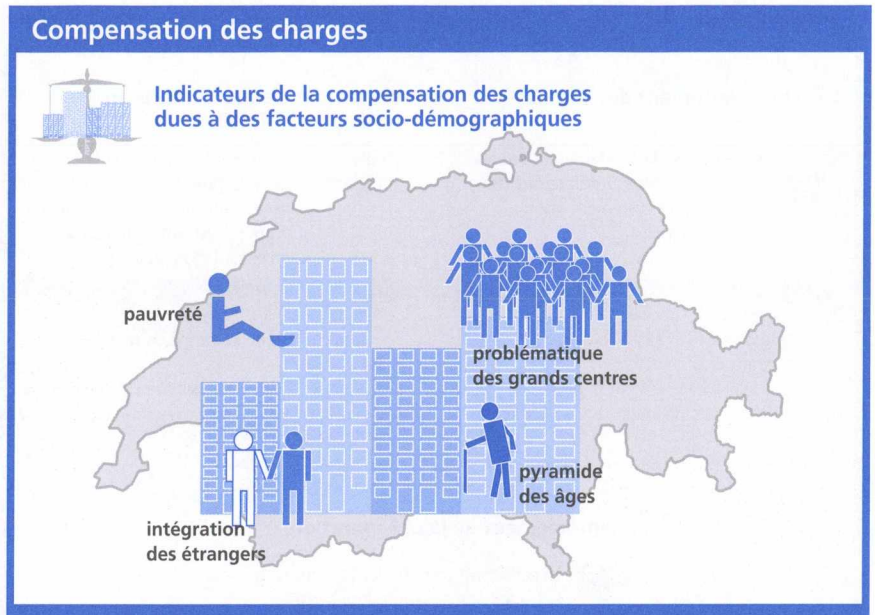 Compensation des charges
Indicateurs de la compensation des charges
dues à des facteurs socio-démographiques
pauvreté
problématique
des grands centres
pyramide
des âges
intégration
des étrangers